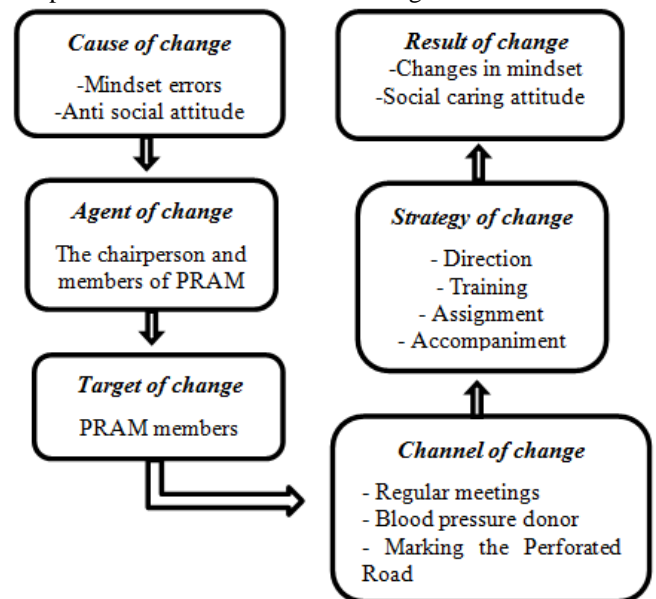 Cause of change
-Mindset errors
-Anti social attitude
Agent of change
The chairperson and
members of PRAM
Target of change
PRAM members
Channel of change
- Regular meetings
- Blood pressure donor
- Marking the Perforated
Road
Strategy of change
- Direction
- Training
- Assignment
- Accompaniment
Result of change
-Changes in mindset
-Social caring attitude